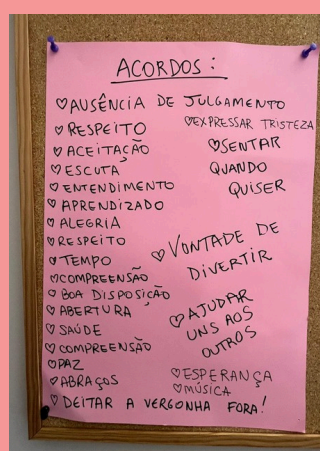 ACORDOS:
♡AUSÊNCIA DE JULGAMENTO
♡RESPEITO
♡ACEITAÇÃO
♡ESCUTA
♡ENTENDIMENTO
♡APRENDIZADO
♡ALEGRIA
♡RESPEITO
♡TEMPO
♡COMPREENSÃO
♡BOA DISPOSIÇÃO
♡ABERTURA
♡SAÚDE
♡COMPREENSÃO
♡PAZ
♡ABRAÇOS
♡DEITAR A VERGONHA FORA!
♡EXPRESSAR TRISTEZA
♡SENTAR
QUANDO
QUISER
♡VONTADE DE
DIVERTIR
♡AJUDAR
UNS AOS
OUTROS
♡ESPERANÇA
♡MÚSICA